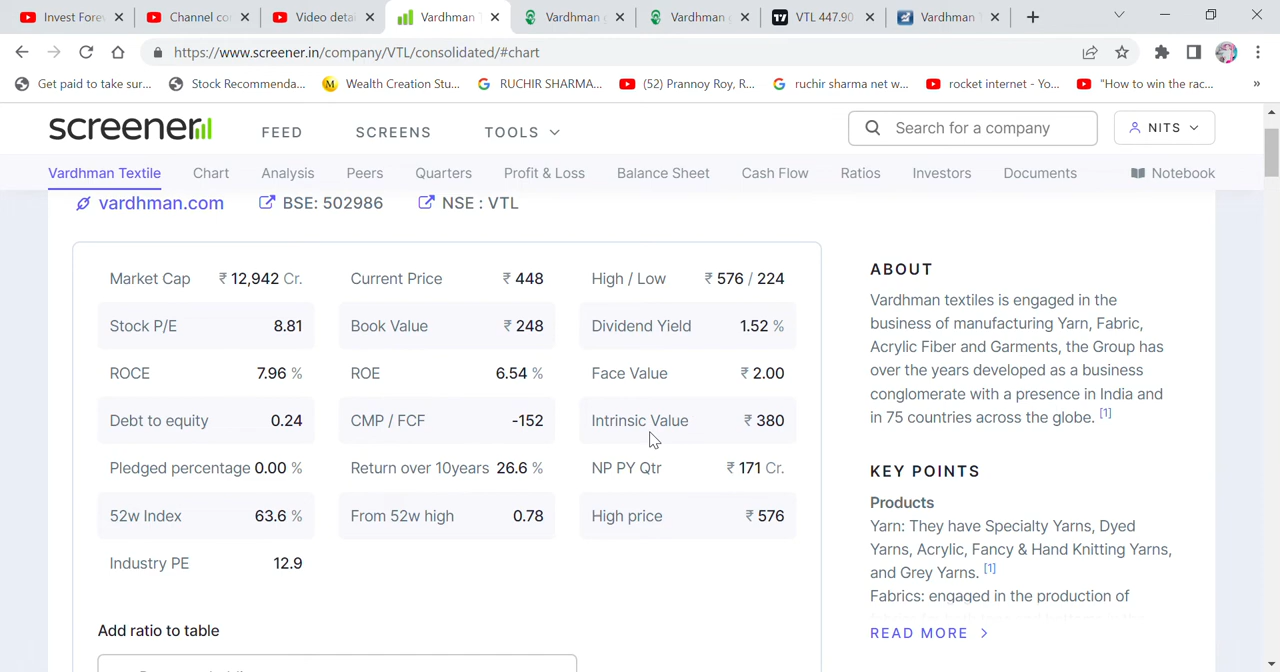 Invest Fore
Channel co
Video deta
Vardhman T
Vardhman g
Vardhman g
VTL 447.90
Vardhman T
https://www.screener.in/company/VTL/consolidated/#chart
Get paid to take sur...
Stock Recommenda...
Wealth Creation Stu...
RUCHIR SHARMA...
(52) Prannoy Roy, R...
ruchir sharma net w...
rocket internet - Yo...
"How to win the rac...
»
screener
FEED
SCREENS
TOOLS
Search for a company
NITS
Vardhman Textile
Chart
Analysis
Peers
Quarters
Profit & Loss
Balance Sheet
Cash Flow
Ratios
Investors
Documents
Notebook
vardhman.com
BSE: 502986
NSE : VTL
Market Cap ₹ 12,942 Cr.
Current Price ₹ 448
High / Low ₹ 576 / 224
Stock P/E 8.81
Book Value ₹ 248
Dividend Yield 1.52 %
ROCE 7.96 %
ROE 6.54 %
Face Value ₹ 2.00
Debt to equity 0.24
CMP / FCF -152
Intrinsic Value ₹ 380
Pledged percentage 0.00 %
Return over 10years 26.6 %
NP PY Qtr ₹ 171 Cr.
52w Index 63.6 %
From 52w high 0.78
High price ₹ 576
Industry PE 12.9
Add ratio to table
ABOUT
Vardhman textiles is engaged in the
business of manufacturing Yarn, Fabric,
Acrylic Fiber and Garments, the Group has
over the years developed as a business
conglomerate with a presence in India and
in 75 countries across the globe. [1]
KEY POINTS
Products
Yarn: They have Specialty Yarns, Dyed
Yarns, Acrylic, Fancy & Hand Knitting Yarns,
and Grey Yarns. [1]
Fabrics: engaged in the production of
READ MORE